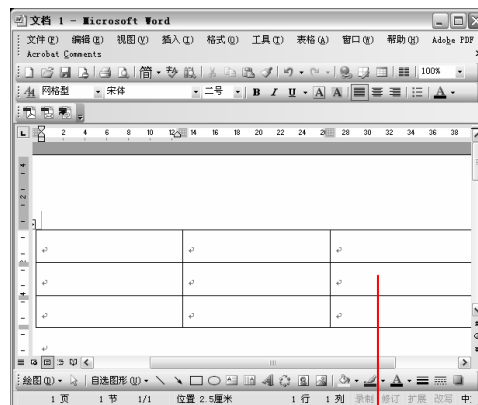 文档 1 - Microsoft Word
文件(F) 编辑(E) 视图(V) 插入(I) 格式(O) 工具(T) 表格(A) 窗口(W) 帮助(H) Adobe PDF
Acrobat Comments
简 100%
网格型 宋体 二号 B I U A A A
L 2 4 6 8 10 12 14 16 18 20 22 24 28 30 32 34 36 38
绘图(D) 自选图形(U)
1 页 1 节 1/1 位置 2.5厘米 1 行 1 列 录制 修订 扩展 改写 中